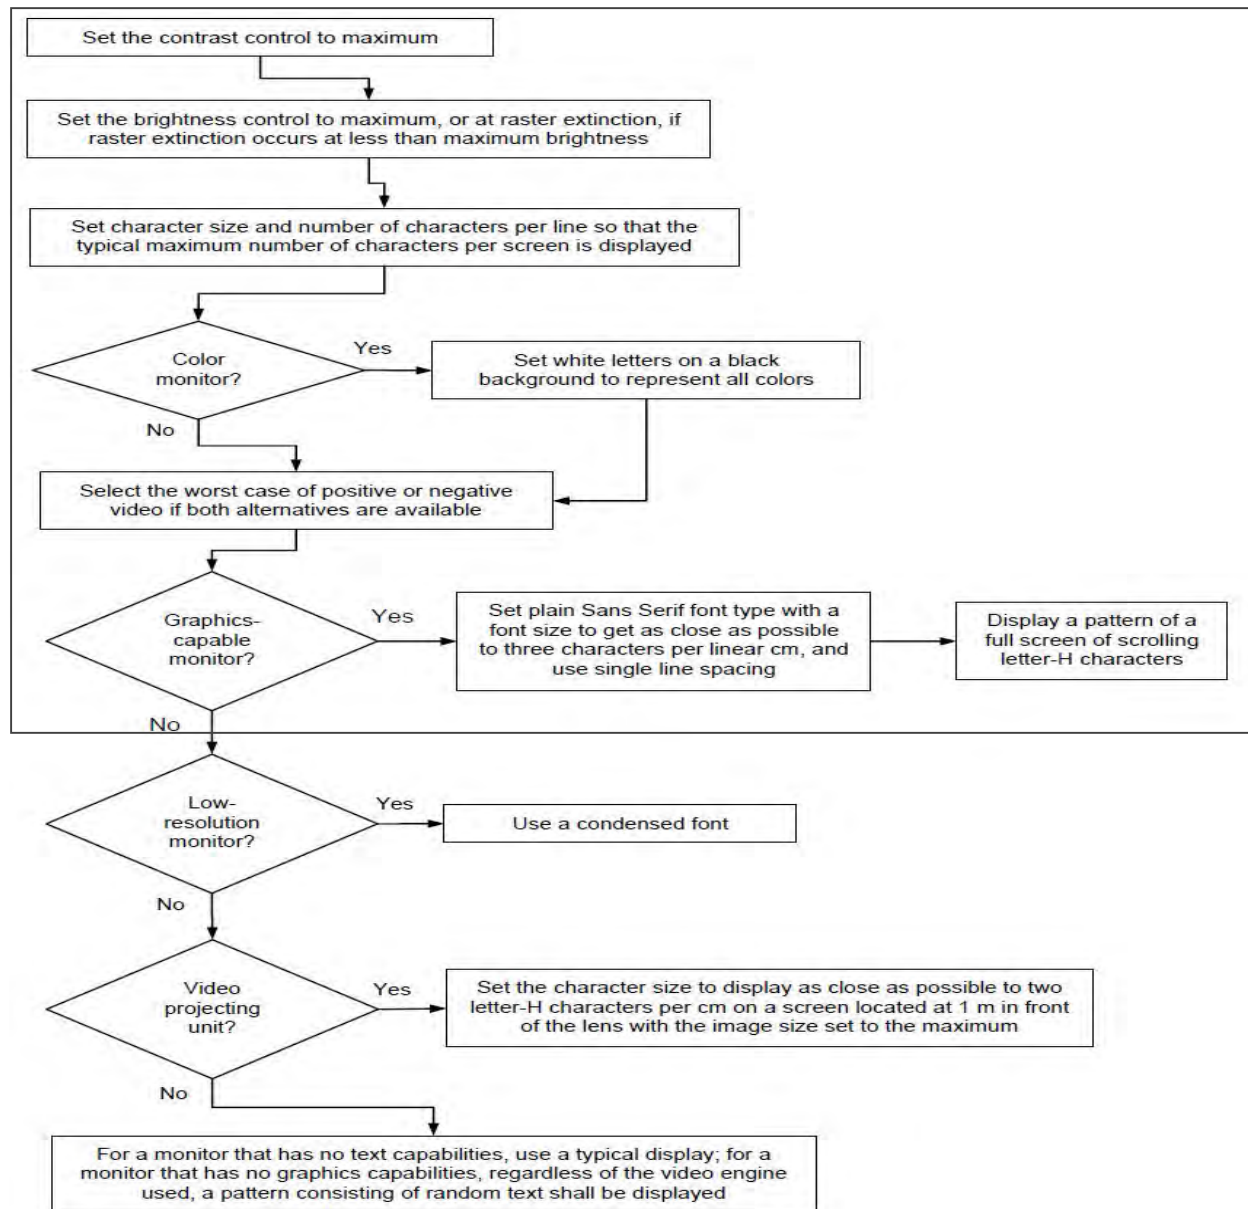 Set the contrast control to maximum
Set the brightness control to maximum, or at raster extinction, if
raster extinction occurs at less than maximum brightness
Set character size and number of characters per line so that the
typical maximum number of characters per screen is displayed
Color
monitor?
Yes
Set white letters on a black
background to represent all colors
No
Select the worst case of positive or negative
video if both alternatives are available
Graphics-
capable
monitor?
Yes
Set plain Sans Serif font type with a
font size to get as close as possible
to three characters per linear cm, and
use single line spacing
Display a pattern of a
full screen of scrolling
letter-H characters
No
Low-
resolution
monitor?
Yes
Use a condensed font
No
Video
projecting
unit?
Yes
Set the character size to display as close as possible to two
letter-H characters per cm on a screen located at 1 m in front
of the lens with the image size set to the maximum
No
For a monitor that has no text capabilities, use a typical display; for a
monitor that has no graphics capabilities, regardless of the video engine
used, a pattern consisting of random text shall be displayed